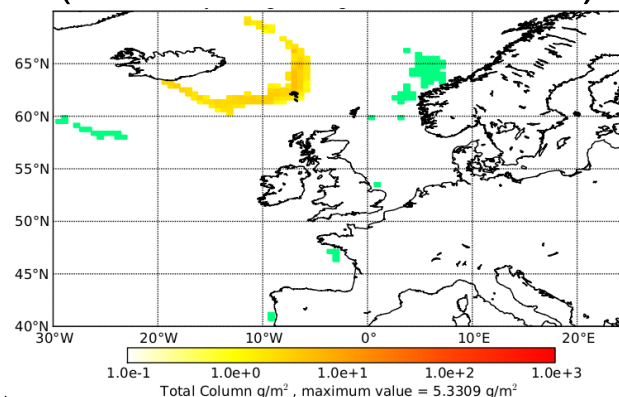 65°N
60°N
55°N
50°N
45°N
40°N
30°W 20°W 10°W 0° 10°E 20°E
1.0e-1 1.0e+0 1.0e+1 1.0e+2 1.0e+3
Total Column g/m² , maximum value = 5.3309 g/m²